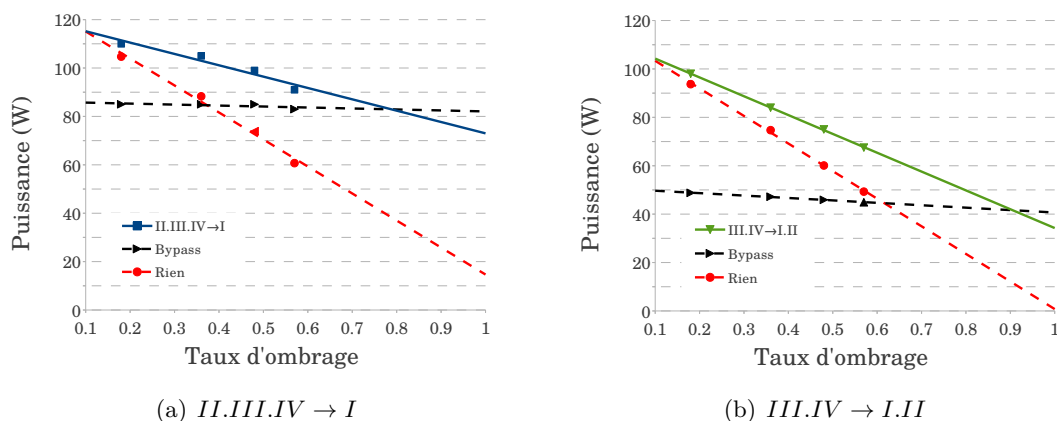 Puissance (W)
120
100
80
60
40
20
0
II.III.IV→I
Bypass
Rien
0.1 0.2 0.3 0.4 0.5 0.6 0.7 0.8 0.9 1
Taux d'ombrage
(a) II.III.IV → I
Puissance (W)
120
100
80
60
40
20
0
III.IV→I.II
Bypass
Rien
0.1 0.2 0.3 0.4 0.5 0.6 0.7 0.8 0.9 1
Taux d'ombrage
(b) III.IV → I.II